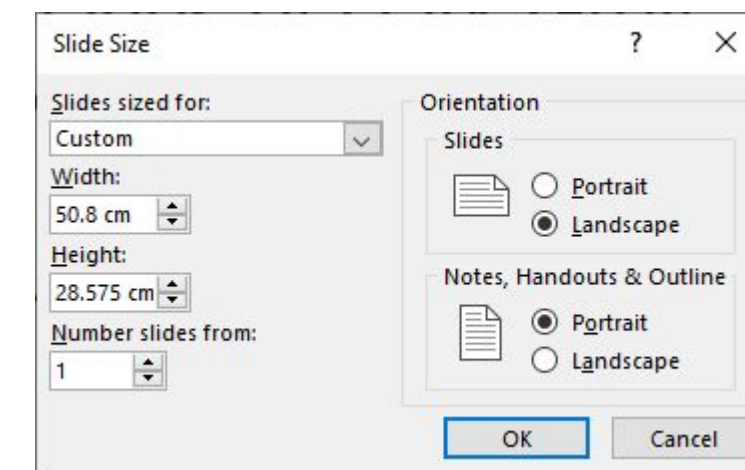 Slide Size
Slides sized for:
Custom
Width:
50.8 cm
Height:
28.575 cm
Number slides from:
1
Orientation
Slides
Portrait
Landscape
Notes, Handouts & Outline
Portrait
Landscape
OK
Cancel